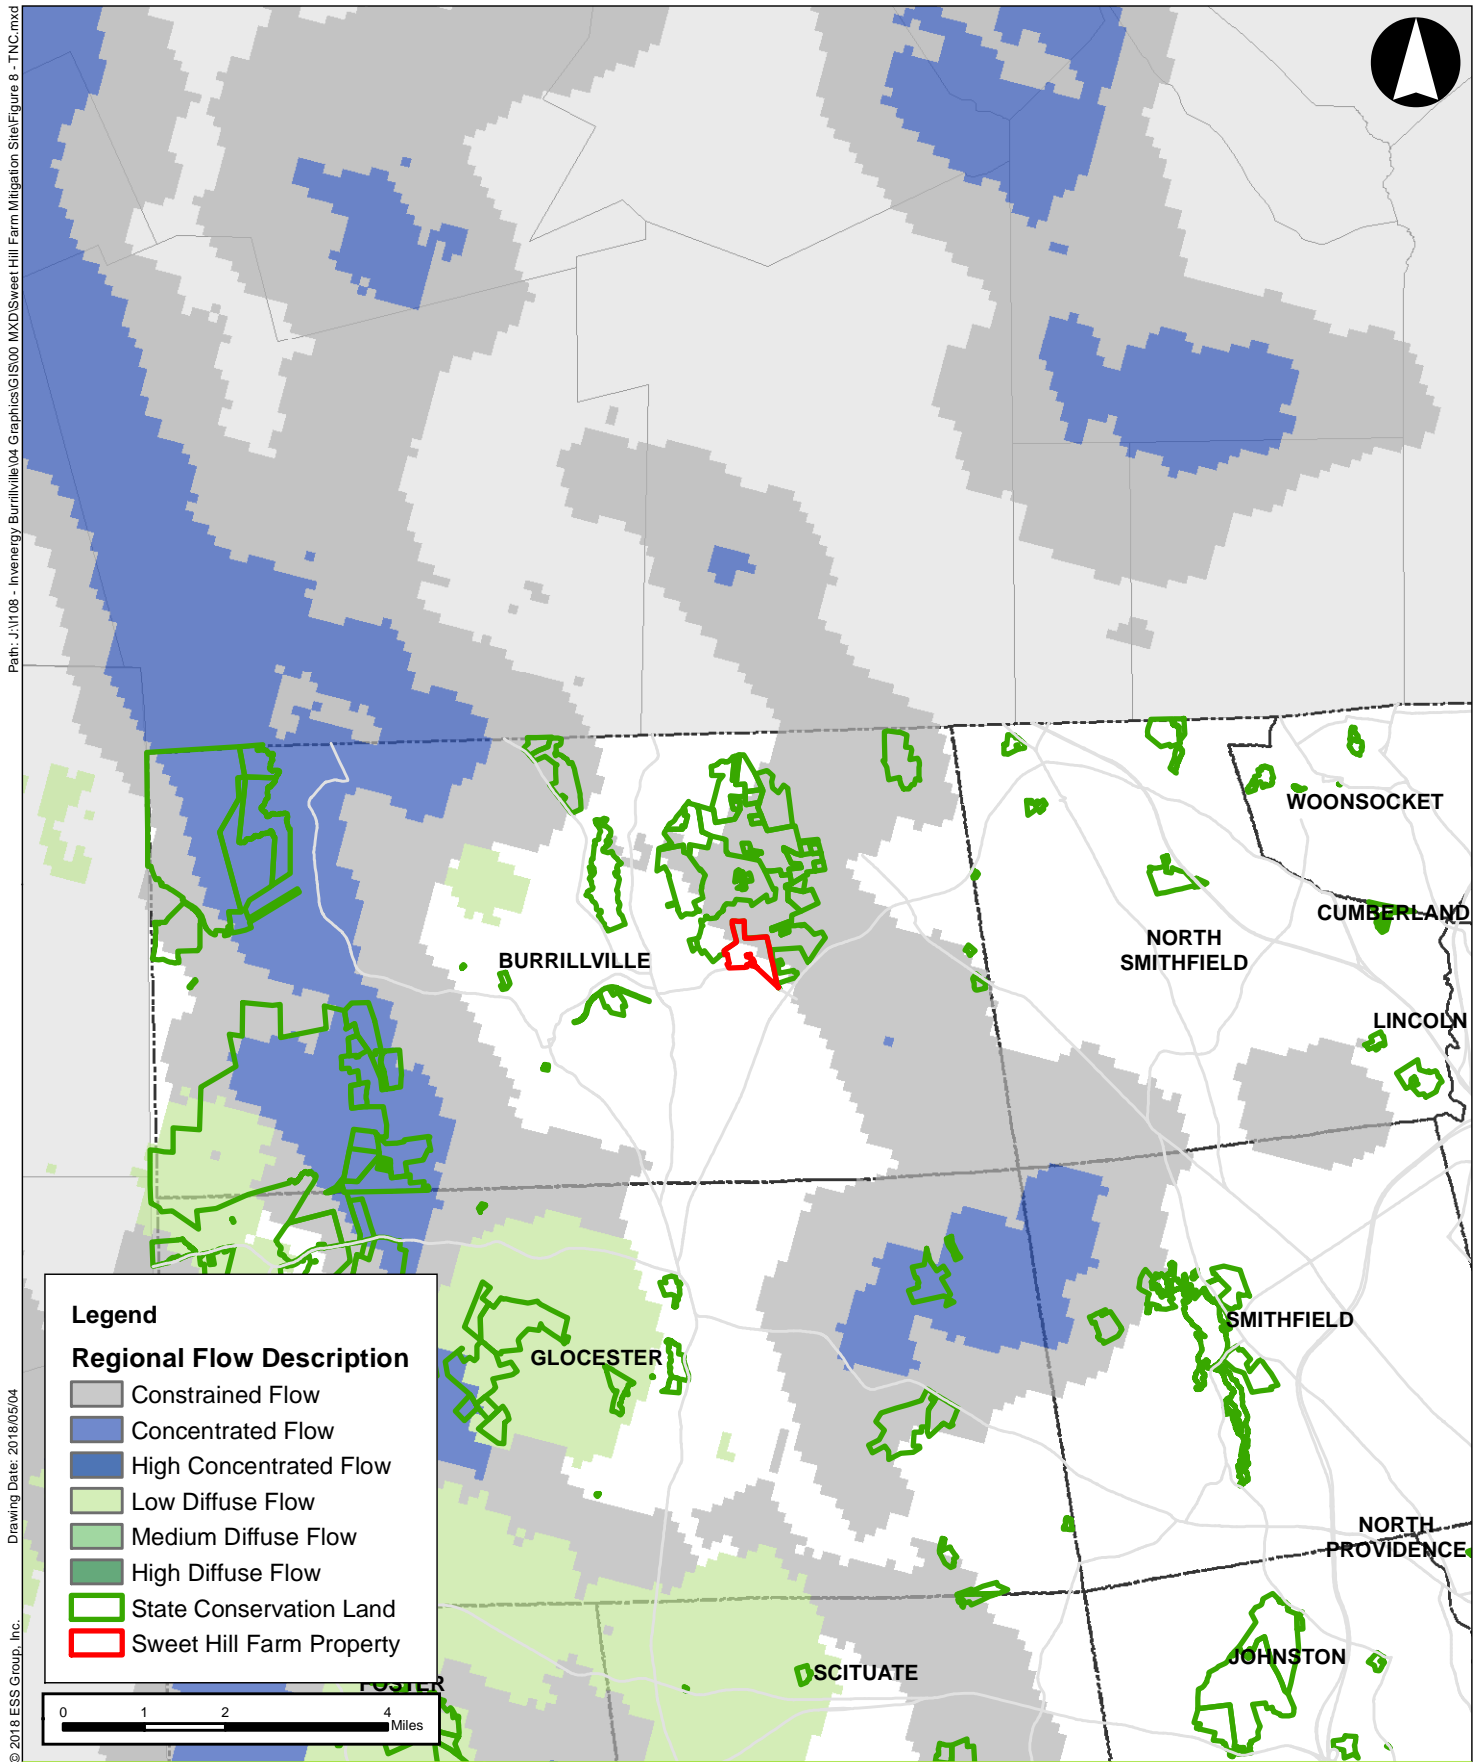 Path: J:\I108 - Invenergy Burrillville\04 Graphics\GIS\00 MXD\Sweet Hill Farm Mitigation Site\Figure 8 - TNC.mxd
WOONSOCKET
CUMBERLAND
NORTH
SMITHFIELD
BURRILLVILLE
LINCOLN
SMITHFIELD
GLOCESTER
NORTH
PROVIDENCE
JOHNSTON
SCITUATE
FOSTER
Legend
Regional Flow Description
Constrained Flow
Concentrated Flow
High Concentrated Flow
Low Diffuse Flow
Medium Diffuse Flow
High Diffuse Flow
State Conservation Land
Sweet Hill Farm Property
0 1 2 4
Miles
Drawing Date: 2018/05/04
© 2018 ESS Group, Inc.